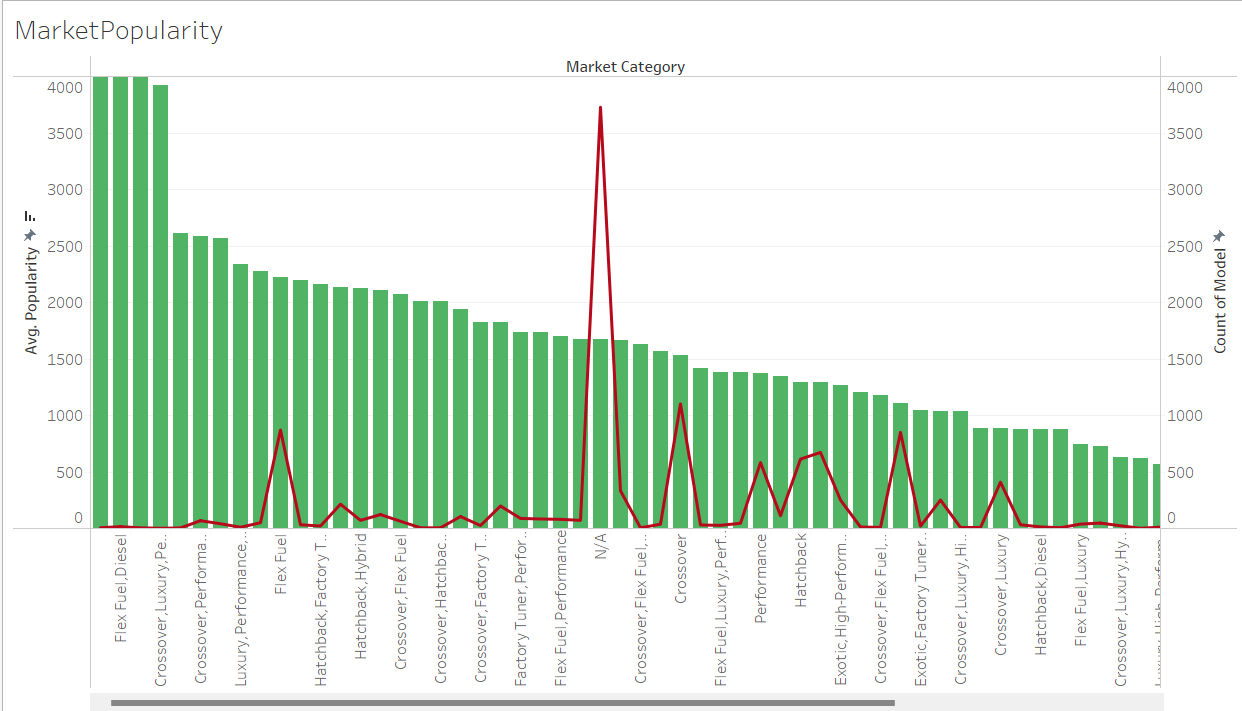 MarketPopularity
Market Category
4000
3500
3000
2500
2000
1500
1000
500
0
Avg. Popularity
4000
3500
3000
2500
2000
1500
1000
500
0
Count of Model
Flex Fuel,Diesel
Crossover,Luxury,Pe..
Crossover,Performa..
Luxury,Performance,..
Flex Fuel
Hatchback,Factory T..
Hatchback,Hybrid
Crossover,Flex Fuel
Crossover,Hatchbac..
Crossover,Factory T..
Factory Tuner,Perfor..
Flex Fuel,Performance
N/A
Crossover,Flex Fuel,..
Crossover
Flex Fuel,Luxury,Perf..
Performance
Hatchback
Exotic,High-Perform..
Crossover,Flex Fuel,..
Exotic,Factory Tuner..
Crossover,Luxury,Hi..
Crossover,Luxury
Hatchback,Diesel
Flex Fuel,Luxury
Crossover,Luxury,Hy..